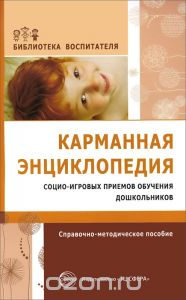 БИБЛИОТЕКА ВОСПИТАТЕЛЯ
КАРМАННАЯ
ЭНЦИКЛОПЕДИЯ
СОЦИО-ИГРОВЫХ ПРИЕМОВ ОБУЧЕНИЯ
ДОШКОЛЬНИКОВ
Справочно-методическое пособие